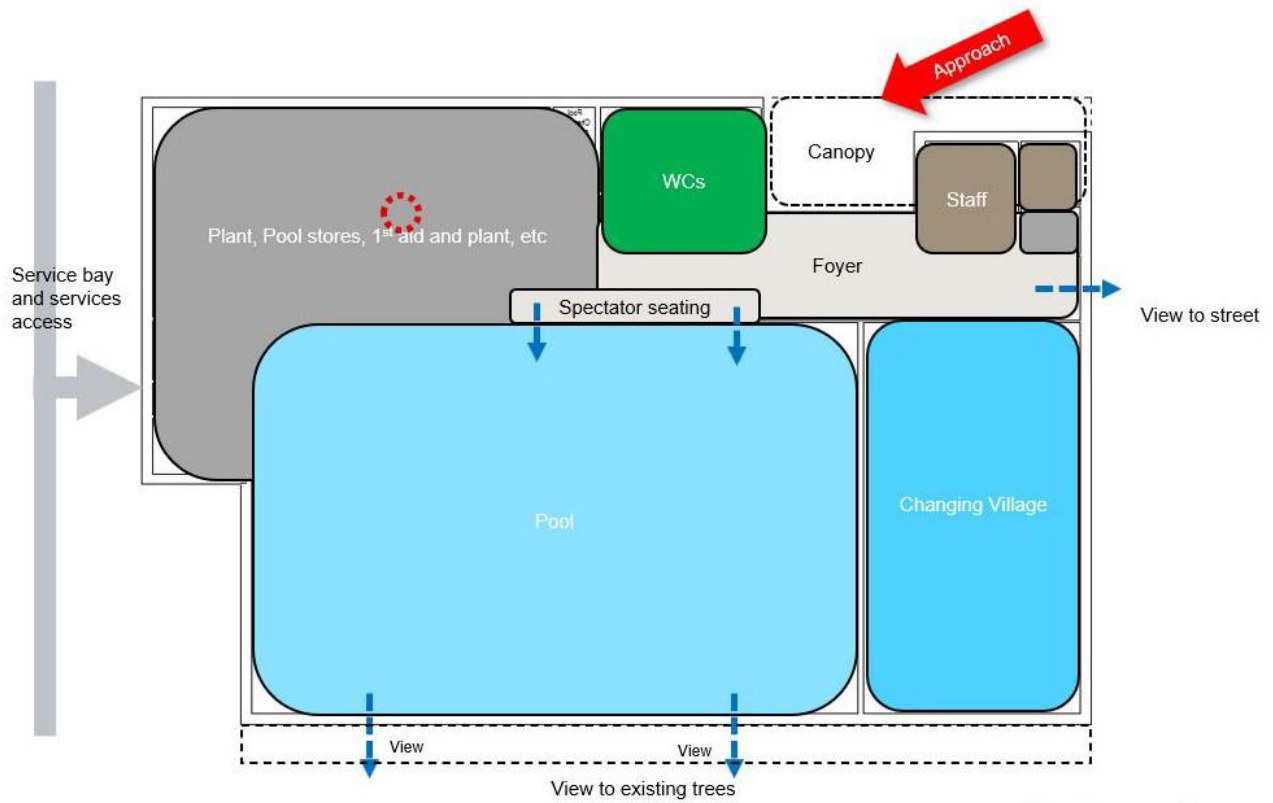 Approach
Canopy
WCs
Staff
Plant, Pool stores, 1st aid and plant, etc
Foyer
Service bay
and services
access
Spectator seating
View to street
Pool
Changing Village
View
View
View to existing trees